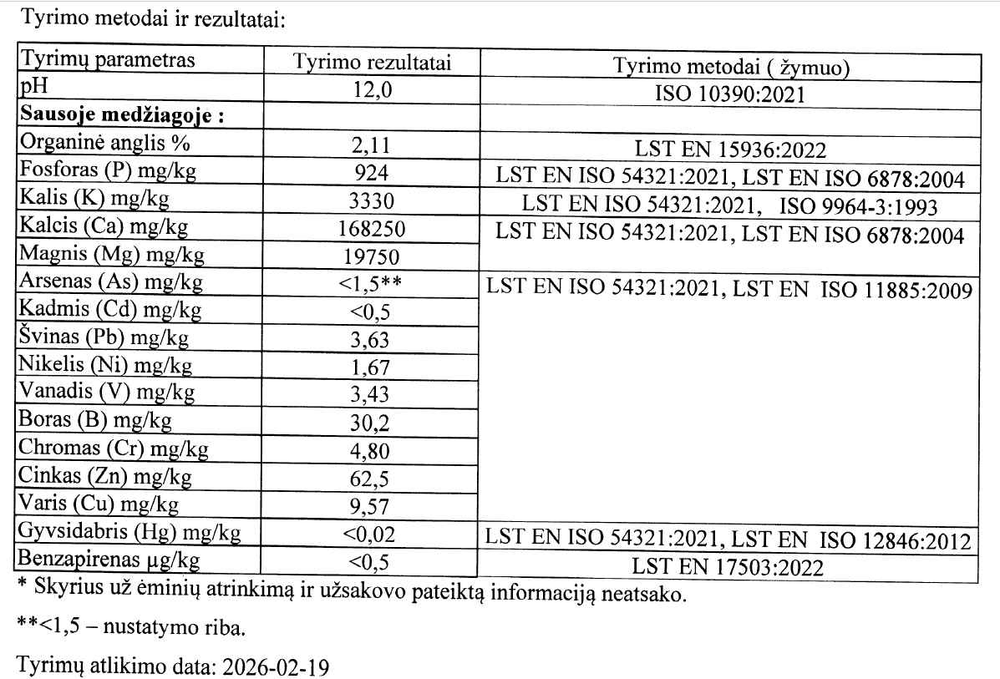 Tyrimo metodai ir rezultatai:
Tyrimų parametras Tyrimo rezultatai Tyrimo metodai ( žymuo)
pH 12,0 ISO 10390:2021
Sausoje medžiagoje :
Organinė anglis % 2,11 LST EN 15936:2022
Fosforas (P) mg/kg 924 LST EN ISO 54321:2021, LST EN ISO 6878:2004
Kalis (K) mg/kg 3330 LST EN ISO 54321:2021, ISO 9964-3:1993
Kalcis (Ca) mg/kg 168250 LST EN ISO 54321:2021, LST EN ISO 6878:2004
Magnis (Mg) mg/kg 19750
Arsenas (As) mg/kg <1,5** LST EN ISO 54321:2021, LST EN ISO 11885:2009
Kadmis (Cd) mg/kg <0,5
Švinas (Pb) mg/kg 3,63
Nikelis (Ni) mg/kg 1,67
Vanadis (V) mg/kg 3,43
Boras (B) mg/kg 30,2
Chromas (Cr) mg/kg 4,80
Cinkas (Zn) mg/kg 62,5
Varis (Cu) mg/kg 9,57
Gyvsidabris (Hg) mg/kg <0,02 LST EN ISO 54321:2021, LST EN ISO 12846:2012
Benzapirenas µg/kg <0,5 LST EN 17503:2022
* Skyrius už ėminių atrinkimą ir užsakovo pateiktą informaciją neatsako.
**<1,5 – nustatymo riba.
Tyrimų atlikimo data: 2026-02-19